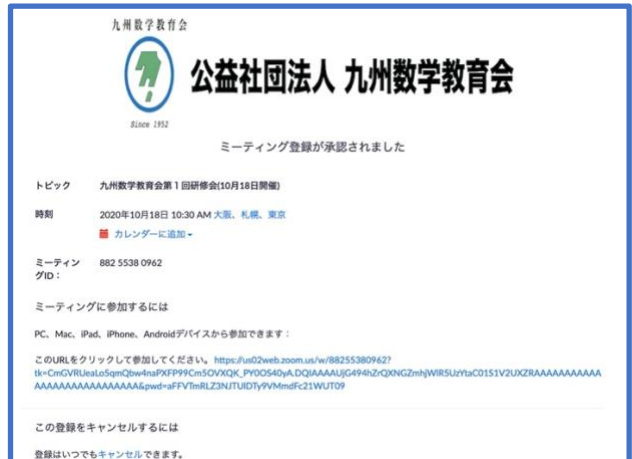 九州数学教育会
公益社団法人 九州数学教育会
Since 1952
ミーティング登録が承認されました
トピック 九州数学教育会第1回研修会(10月18日開催)
時刻 2020年10月18日 10:30 AM 大阪、札幌、東京
カレンダーに追加
ミーティン
グID： 882 5538 0962
ミーティングに参加するには
PC、Mac、iPad、iPhone、Androidデバイスから参加できます：
このURLをクリックして参加してください。 https://us02web.zoom.us/w/88255380962?
この登録をキャンセルするには
登録はいつでもキャンセルできます。